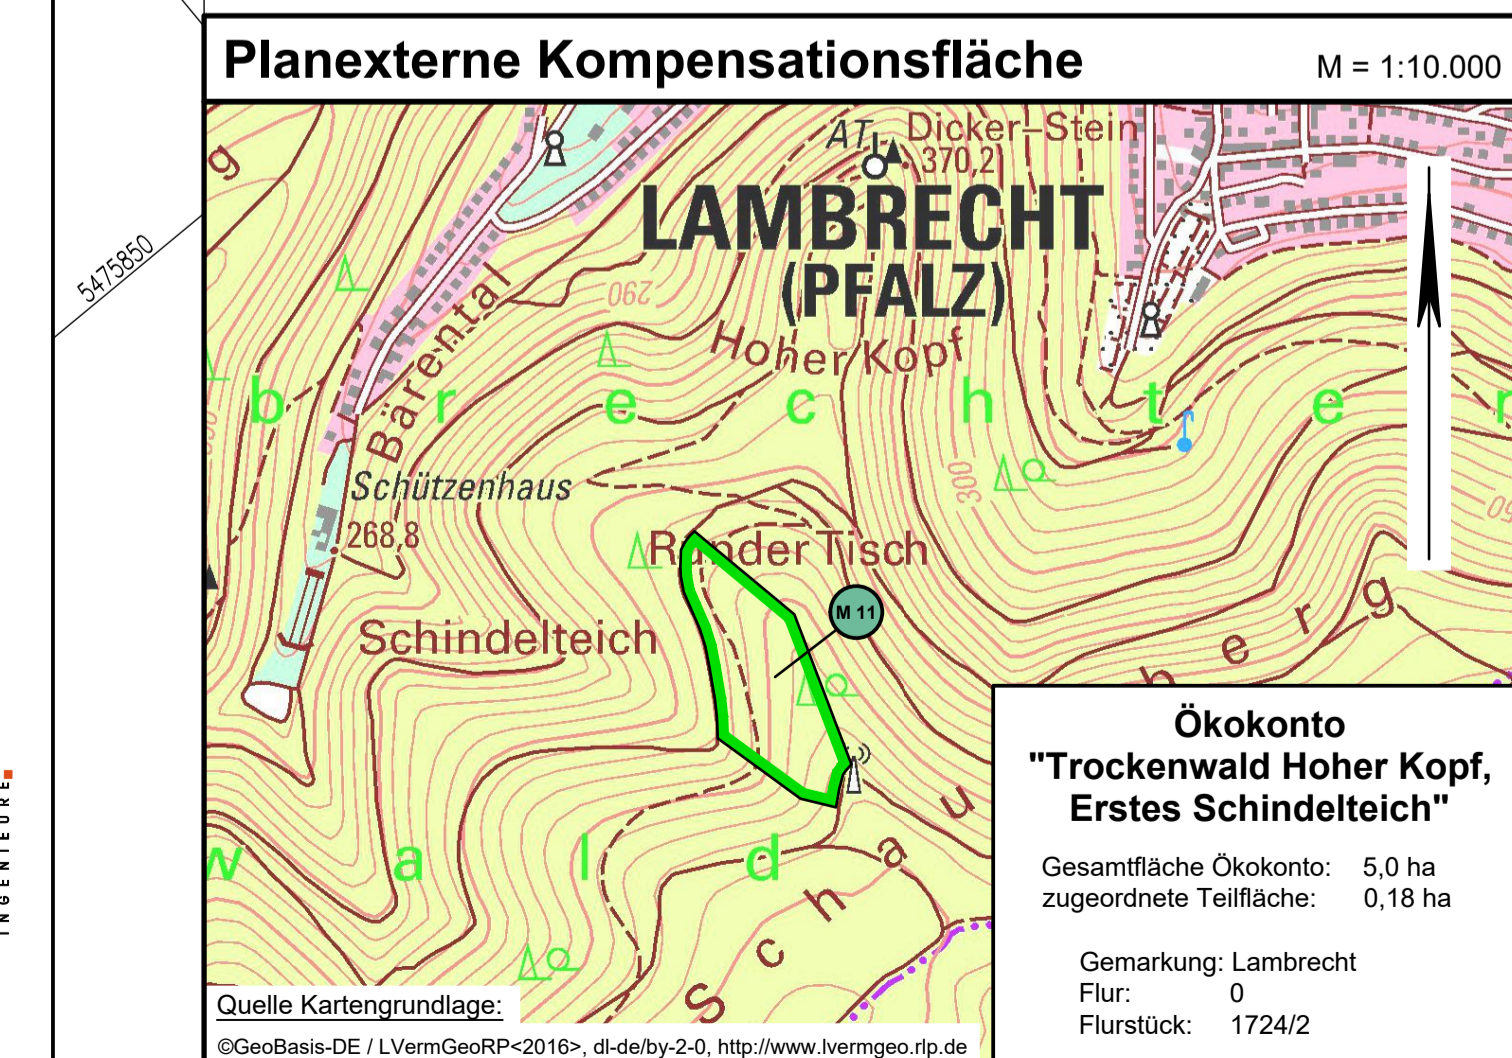 Planexterne Kompensationsfläche
M = 1:10.000
5475850
INGENIEURE
g
AT
Dicker-Stein
370,2
LAMBRECHT
(PFALZ)
290
Bärental
Hoher Kopf
b r e c h t e r
Schützenhaus
268,8
300
Runder Tisch
M 11
Schindelteich
w a l d
S c h a u b e r g
Ökokonto
"Trockenwald Hoher Kopf,
Erstes Schindelteich"
Gesamtfläche Ökokonto: 5,0 ha
zugeordnete Teilfläche: 0,18 ha
Gemarkung: Lambrecht
Flur: 0
Flurstück: 1724/2
Quelle Kartengrundlage:
©GeoBasis-DE / LVermGeoRP<2016>, dl-de/by-2-0, http://www.lvermgeo.rlp.de